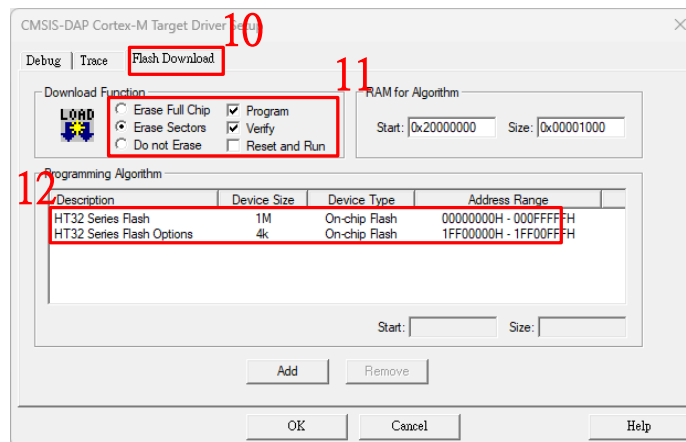 CMSIS-DAP Cortex-M Target Driver Setup
10
Debug Trace Flash Download
11
Download Function
RAM for Algorithm
LOAD
Erase Full Chip Program
Erase Sectors Verify
Do not Erase Reset and Run
Start: 0x20000000 Size: 0x00001000
Programming Algorithm
12
Description Device Size Device Type Address Range
HT32 Series Flash 1M On-chip Flash 00000000H - 000FFFFFH
HT32 Series Flash Options 4k On-chip Flash 1FF00000H - 1FF00FFFH
Start: Size:
Add Remove
OK Cancel Help